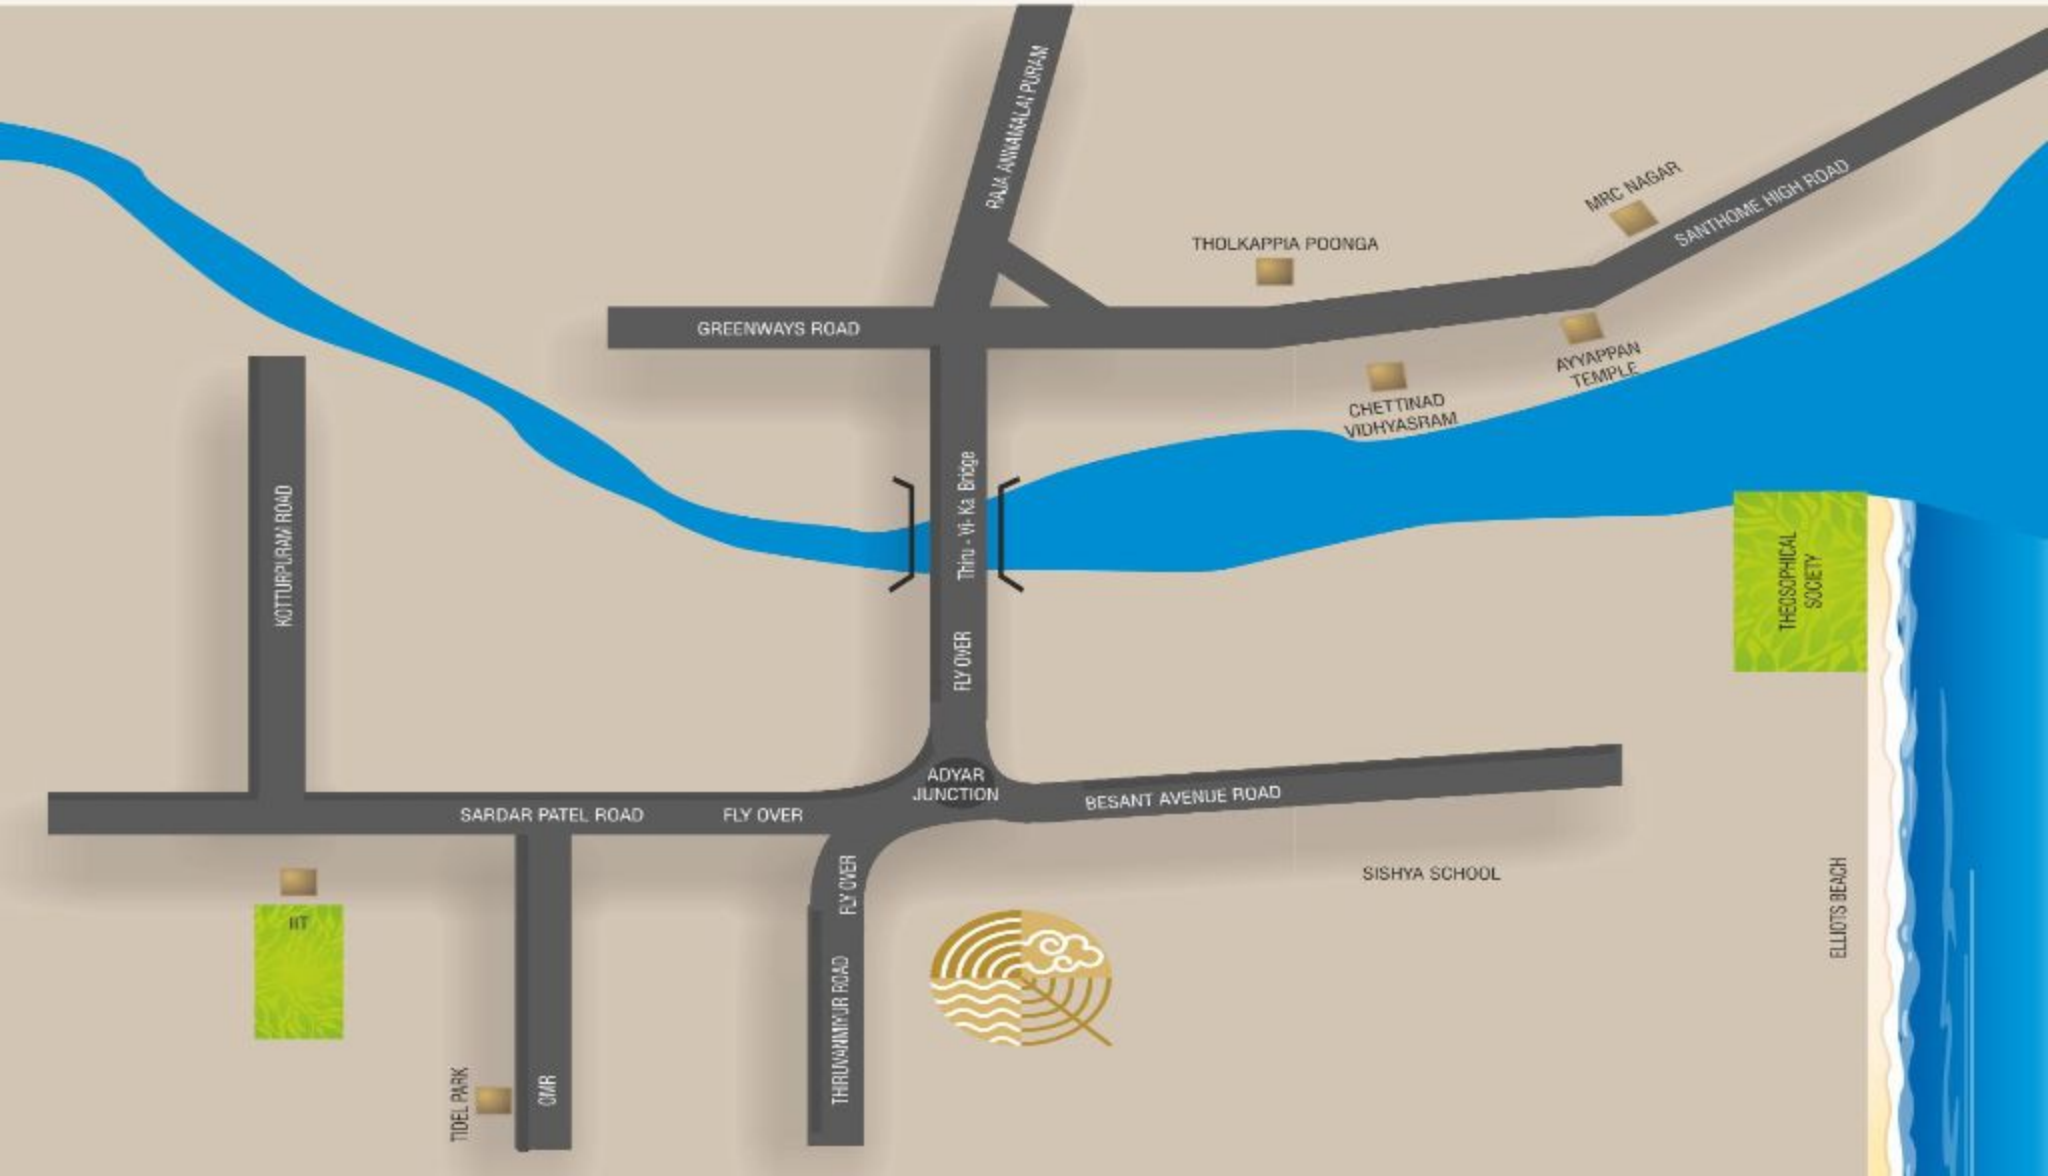 RAJA ANNAMALAI PURAM
MRC NAGAR
SANTHOME HIGH ROAD
THOLKAPPIA POONGA
GREENWAYS ROAD
AYYAPPAN
TEMPLE
CHETTINAD
VIDHYASRAM
Thiru - Vi- Ka Bridge
KOTTURPURAM ROAD
THEOSOPHICAL
SOCIETY
FLY OVER
ADYAR
JUNCTION
BESANT AVENUE ROAD
SARDAR PATEL ROAD
FLY OVER
FLY OVER
SISHYA SCHOOL
ELLIOTS BEACH
IIT
THIRUVANMIYUR ROAD
TIDEL PARK
OMR